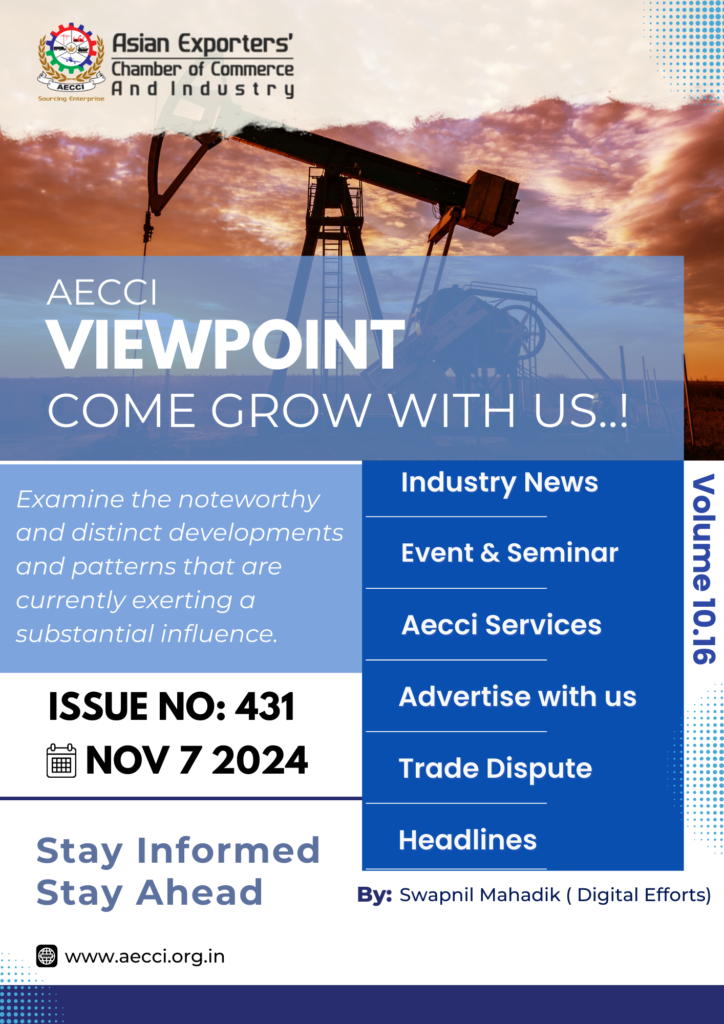 Asian Exporters'
Chamber of Commerce
And Industry
AECCI
Sourcing Enterprise
AECCI
VIEWPOINT
COME GROW WITH US..!
Examine the noteworthy
and distinct developments
and patterns that are
currently exerting a
substantial influence.
Industry News
Event & Seminar
Aecci Services
Advertise with us
Trade Dispute
Headlines
Volume 10.16
ISSUE NO: 431
NOV 7 2024
Stay Informed
Stay Ahead
By: Swapnil Mahadik ( Digital Efforts)
www.aecci.org.in